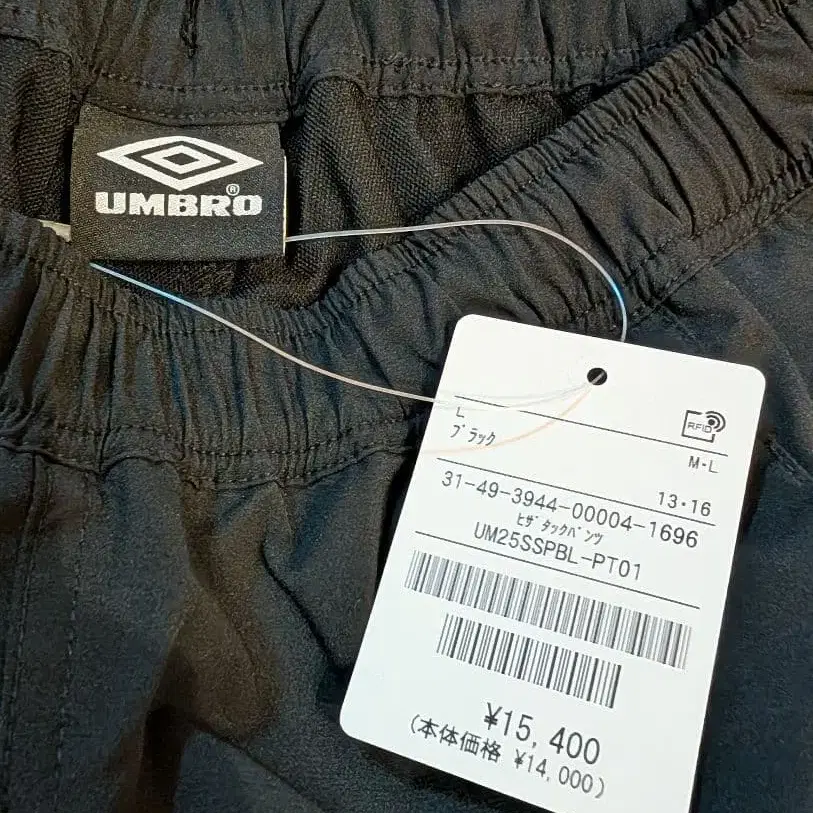 UMBRO®
L
ブラック
RFID
M・L
13・16
31-49-3944-00004-1696
ヒザタックパンツ
UM25SSPBL-PT01
¥15,400
(本体価格 ¥14,000)